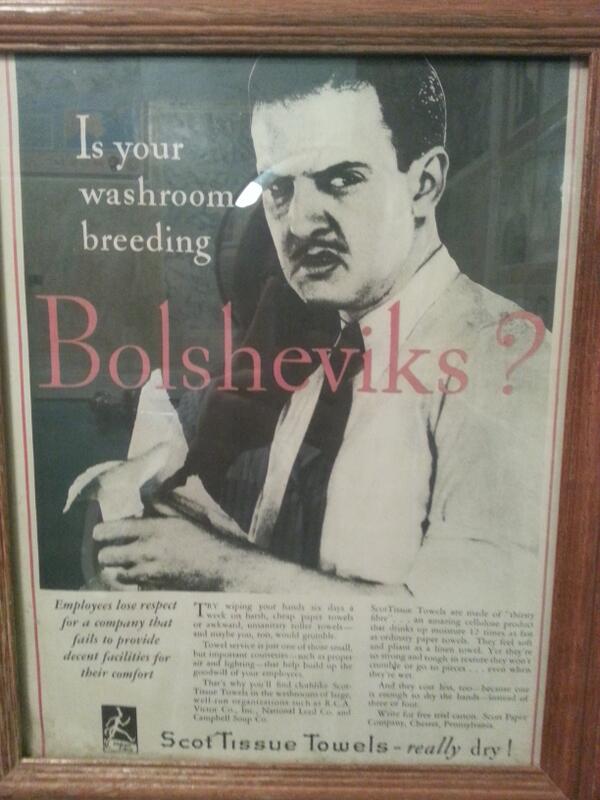 Is your
washroom
breeding
Bolsheviks ?
Employees lose respect
for a company that
fails to provide
decent facilities for
their comfort
TRY wiping your hands six days a
week on harsh, cheap paper towels
or awkward, unsanitary roller towels—
and maybe you, too, would grumble.
Towel service is just one of those small,
but important courtesies—such as proper
air and lighting—that help build up the
goodwill of your employees.
That's why you'll find clothlike Scot-
Tissue Towels in the washrooms of large,
well-run organizations such as R.C.A.
Victor Co., Inc., National Lead Co. and
Campbell Soup Co.
ScotTissue Towels are made of "thirsty
fibre" . . . an amazing cellulose product
that drinks up moisture 12 times as fast
as ordinary paper towels. They feel soft
and pliant as a linen towel. Yet they're
so strong and tough in texture they won't
crumble or go to pieces . . . even when
they're wet.
And they cost less, too—because one
is enough to dry the hands—instead of
three or four.
Write for free trial carton. Scott Paper
Company, Chester, Pennsylvania.
ScotTissue Towels - really dry!